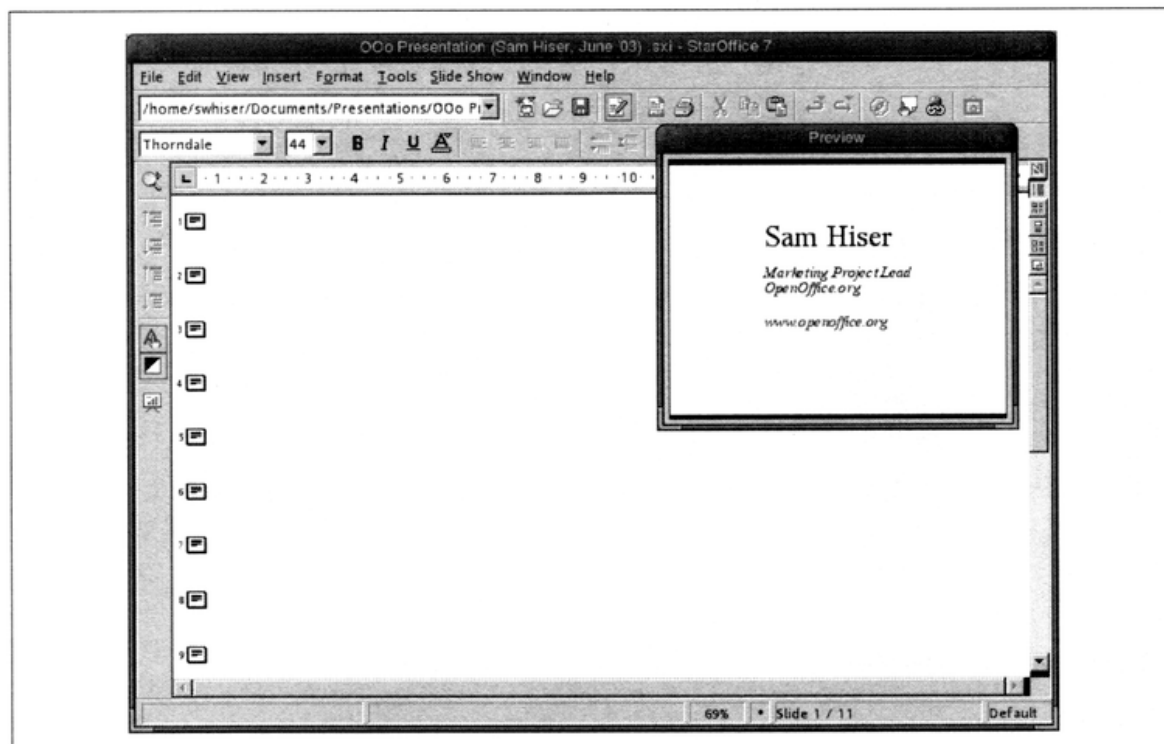 OOo Presentation (Sam Hiser, June '03) .sxi - StarOffice 7
File Edit View Insert Format Tools Slide Show Window Help
/home/swhiser/Documents/Presentations/OOo P
Thorndale 44 B I U A
1 2 3 4 5 6 7 8 9 10
Preview
Sam Hiser
Marketing Project Lead
OpenOffice.org
www.openoffice.org
1
2
3
4
5
6
7
8
9
69% * Slide 1 / 11 Default